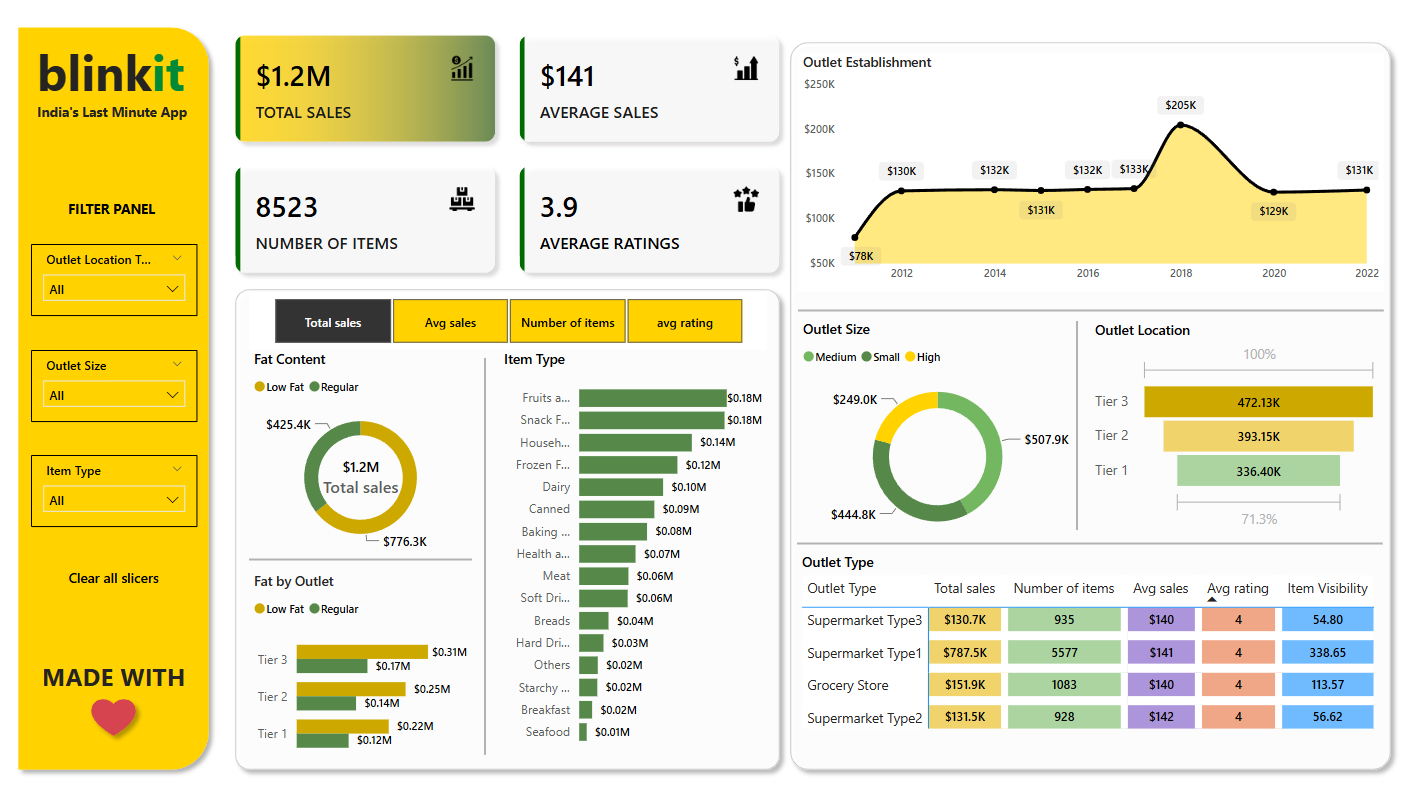 blinkit
India's Last Minute App
FILTER PANEL
Outlet Location T...
All
Outlet Size
All
Item Type
All
Clear all slicers
MADE WITH
$1.2M
TOTAL SALES
$141
AVERAGE SALES
8523
NUMBER OF ITEMS
3.9
AVERAGE RATINGS
Total sales
Avg sales
Number of items
avg rating
Fat Content
Low Fat Regular
$425.4K
$1.2M
Total sales
$776.3K
Fat by Outlet
Low Fat Regular
Tier 3 $0.31M
$0.17M
Tier 2 $0.25M
$0.14M
Tier 1 $0.22M
$0.12M
Item Type
Fruits a... $0.18M
Snack F... $0.18M
Househ... $0.14M
Frozen F... $0.12M
Dairy $0.10M
Canned $0.09M
Baking ... $0.08M
Health a... $0.07M
Meat $0.06M
Soft Dri... $0.06M
Breads $0.04M
Hard Dri... $0.03M
Others $0.02M
Starchy ... $0.02M
Breakfast $0.02M
Seafood $0.01M
Outlet Establishment
$250K
$200K
$150K
$100K
$50K
$78K
$130K
$132K
$131K
$132K
$133K
$205K
$129K
$131K
2012 2014 2016 2018 2020 2022
Outlet Size
Medium Small High
$249.0K
$507.9K
$444.8K
Outlet Location
100%
Tier 3 472.13K
Tier 2 393.15K
Tier 1 336.40K
71.3%
Outlet Type
Outlet Type Total sales Number of items Avg sales Avg rating Item Visibility
Supermarket Type3 $130.7K 935 $140 4 54.80
Supermarket Type1 $787.5K 5577 $141 4 338.65
Grocery Store $151.9K 1083 $140 4 113.57
Supermarket Type2 $131.5K 928 $142 4 56.62